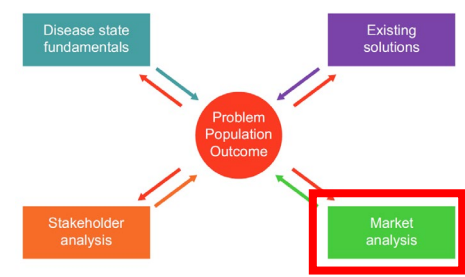 Disease state
fundamentals
Existing
solutions
Problem
Population
Outcome
Stakeholder
analysis
Market
analysis